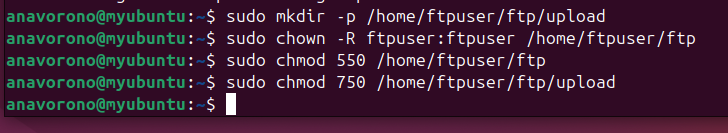 anavorono@myubuntu:~$ sudo mkdir -p /home/ftpuser/ftp/upload
anavorono@myubuntu:~$ sudo chown -R ftpuser:ftpuser /home/ftpuser/ftp
anavorono@myubuntu:~$ sudo chmod 550 /home/ftpuser/ftp
anavorono@myubuntu:~$ sudo chmod 750 /home/ftpuser/ftp/upload
anavorono@myubuntu:~$